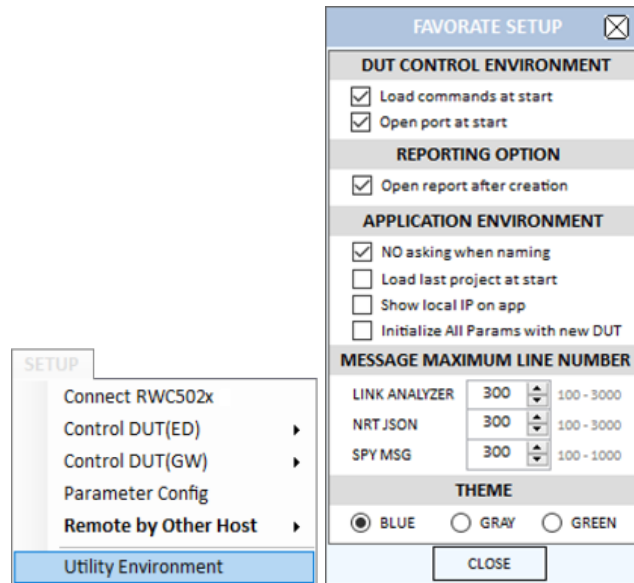 SETUP
Connect RWC502x
Control DUT(ED)
Control DUT(GW)
Parameter Config
Remote by Other Host
Utility Environment
FAVORATE SETUP
DUT CONTROL ENVIRONMENT
Load commands at start
Open port at start
REPORTING OPTION
Open report after creation
APPLICATION ENVIRONMENT
NO asking when naming
Load last project at start
Show local IP on app
Initialize All Params with new DUT
MESSAGE MAXIMUM LINE NUMBER
LINK ANALYZER 300 100 - 3000
NRT JSON 300 100 - 3000
SPY MSG 300 100 - 1000
THEME
BLUE GRAY GREEN
CLOSE